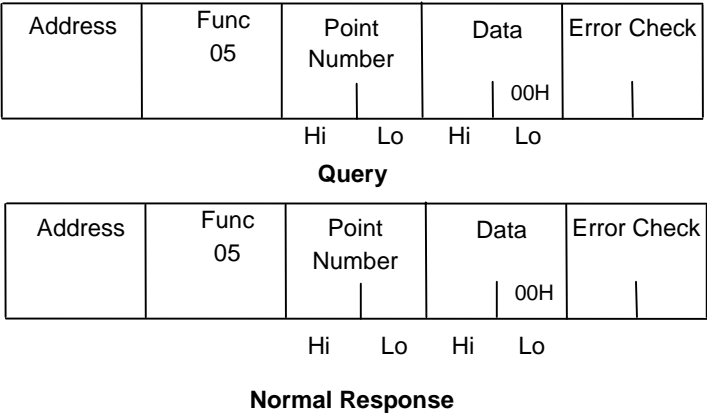 Address Func 05 Point Number Data Error Check
00H
Hi Lo Hi Lo
Query
Address Func 05 Point Number Data Error Check
00H
Hi Lo Hi Lo
Normal Response